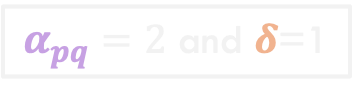 α_pq = 2 and δ=1